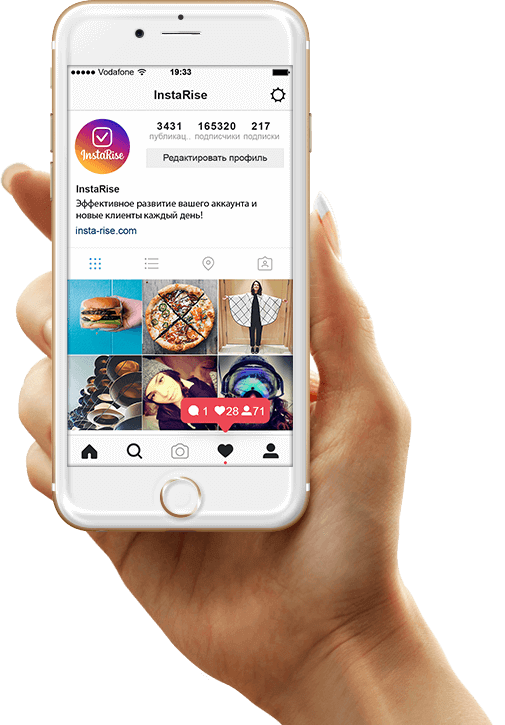 Vodafone 19:33
InstaRise
3431 165320 217
публикац.. подписчики подписки
InstaRise
Редактировать профиль
InstaRise
Эффективное развитие вашего аккаунта и
новые клиенты каждый день!
insta-rise.com
1 28 71